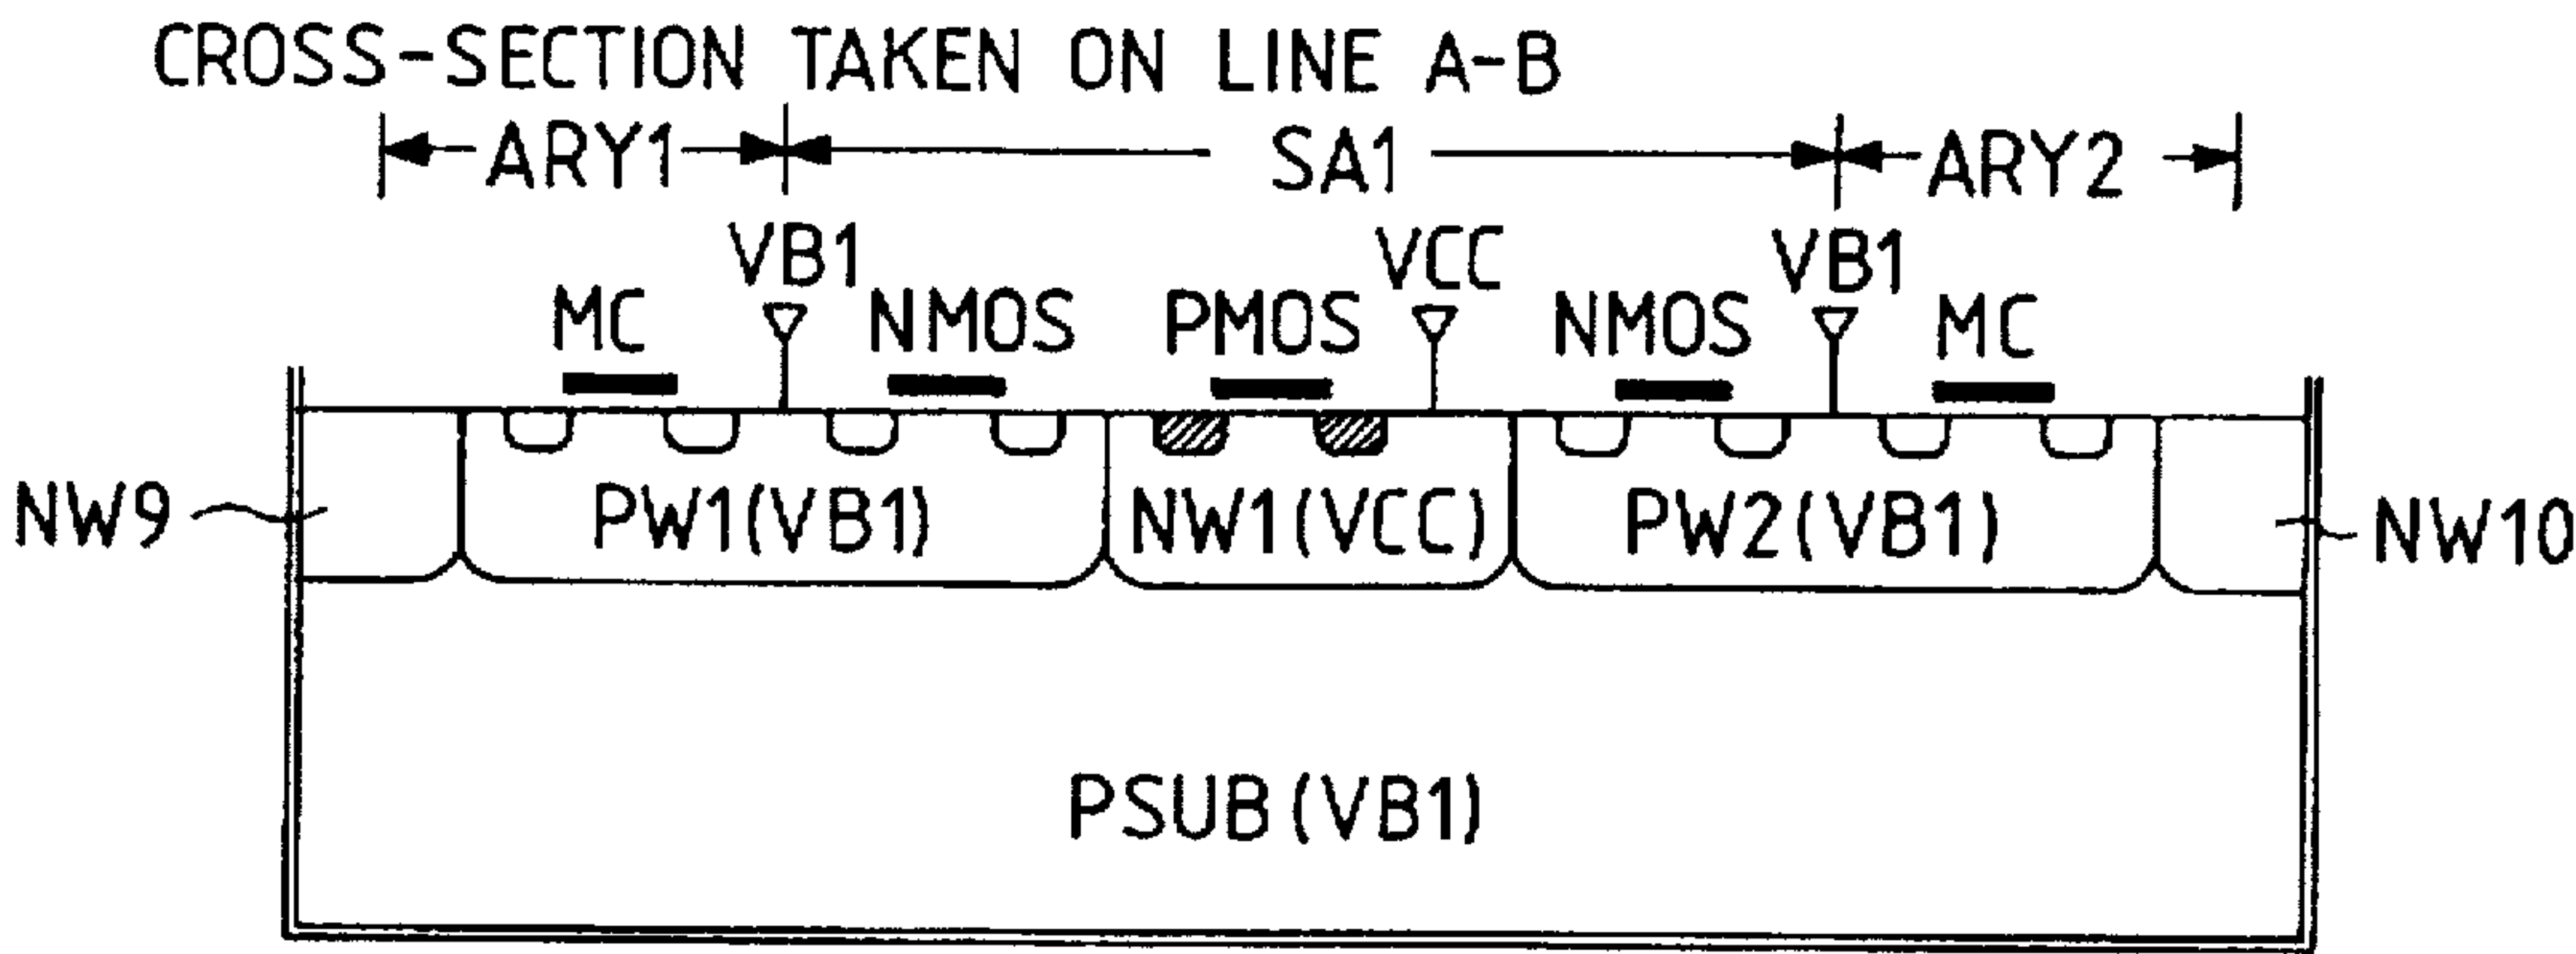 CROSS-SECTION TAKEN ON LINE A-B
ARY1 SA1 ARY2
VB1 VCC VB1
MC NMOS PMOS NMOS MC
NW9 PW1(VB1) NW1(VCC) PW2(VB1) NW10
PSUB(VB1)